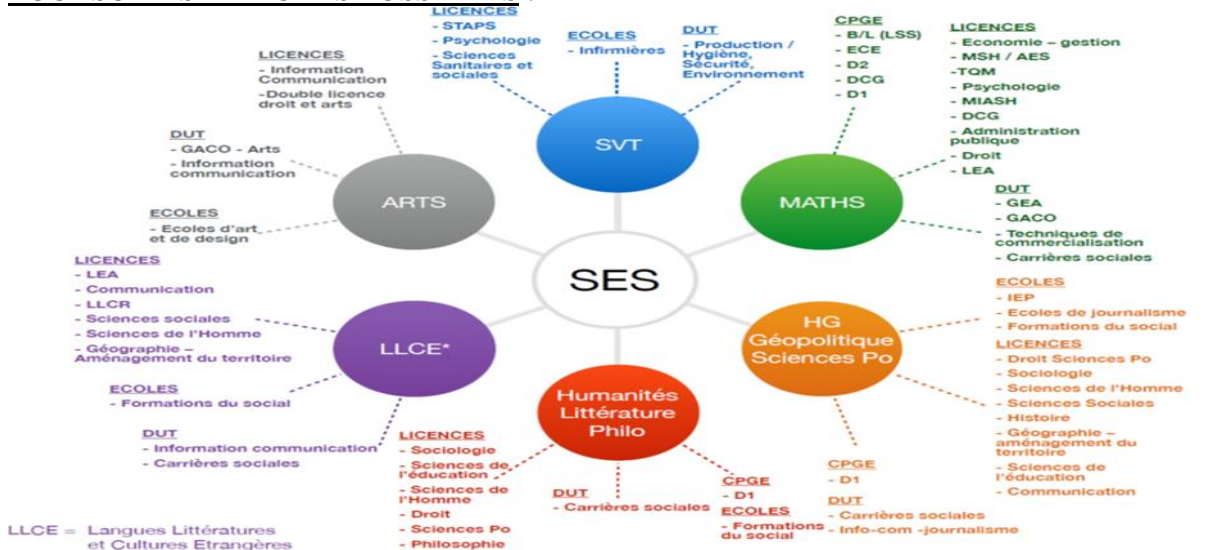 LICENCES
- STAPS
- Psychologie
- Sciences
Sanitaires et
sociales
ECOLES
- Infirmières
DUT
- Production /
Hygiène,
Sécurité,
Environnement
SVT
CPGE
- B/L (LSS)
- ECE
- D2
- DCG
- D1
LICENCES
- Economie – gestion
- MSH / AES
-TQM
- Psychologie
- MIASH
- DCG
- Administration
publique
- Droit
- LEA
DUT
- GEA
- GACO
- Techniques de
commercialisation
- Carrières sociales
MATHS
LICENCES
- Information
Communication
-Double licence
droit et arts
DUT
- GACO - Arts
- Information
communication
ECOLES
- Ecoles d'art
et de design
ARTS
SES
LICENCES
- LEA
- Communication
- LLCR
- Sciences sociales
- Sciences de l'Homme
- Géographie –
Aménagement du territoire
ECOLES
- Formations du social
DUT
- Information communication
- Carrières sociales
LLCE*
HG
Géopolitique
Sciences Po
ECOLES
- IEP
- Ecoles de journalisme
- Formations du social
LICENCES
- Droit Sciences Po
- Sociologie
- Sciences de l'Homme
- Sciences Sociales
- Histoire
- Géographie –
aménagement du
territoire
- Sciences de
l'éducation
- Communication
CPGE
- D1
DUT
- Carrières sociales
- Info-com -journalisme
Humanités
Littérature
Philo
LICENCES
- Sociologie
- Sciences de
l'éducation
- Sciences de
l'Homme
- Droit
- Sciences Po
- Philosophie
DUT
- Carrières sociales
CPGE
- D1
ECOLES
- Formations
du social
LLCE = Langues Littératures
et Cultures Etrangères